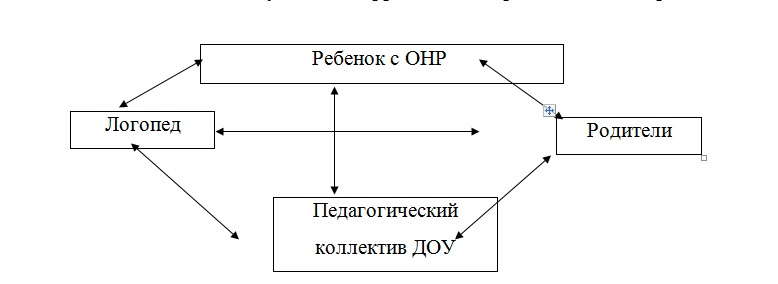 Ребенок с ОНР
Логопед
Родители
Педагогический
коллектив ДОУ